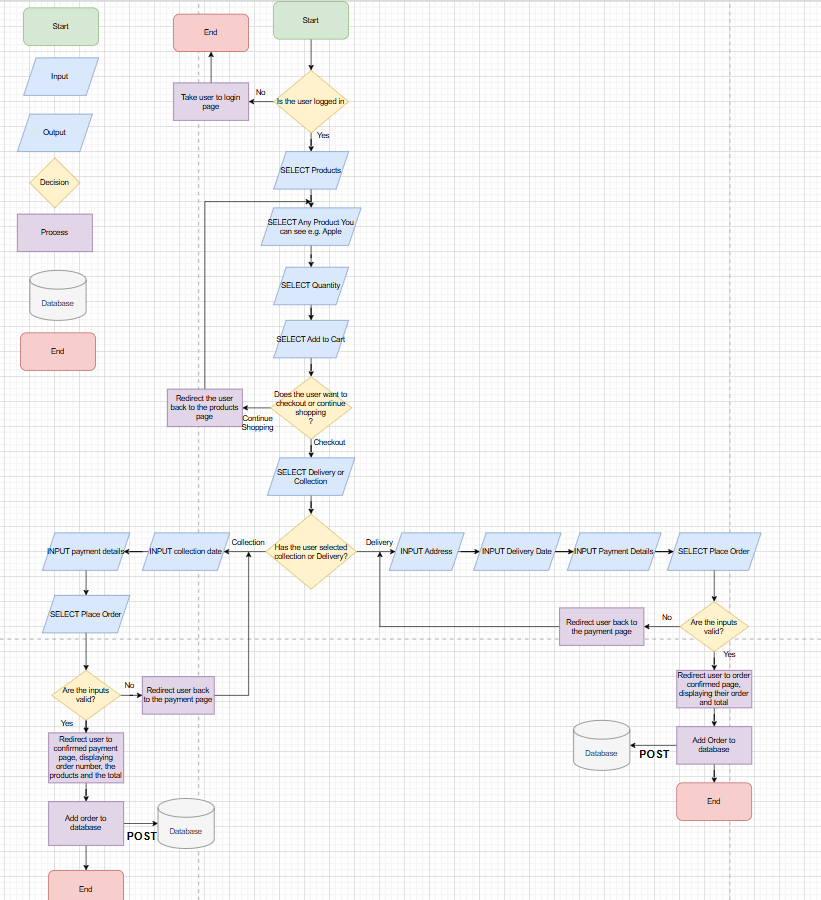 Start
Input
Output
Decision
Process
Database
End
End
Take user to login
page
No
Start
Is the user logged in
Yes
SELECT Products
SELECT Any Product You
can see e.g. Apple
SELECT Quantity
SELECT Add to Cart
Does the user want to
checkout or continue
shopping
?
Continue
Shopping
Redirect the user
back to the products
page
Checkout
SELECT Delivery or
Collection
Has the user selected
collection or Delivery?
Collection
INPUT collection date
INPUT payment details
SELECT Place Order
Are the inputs
valid?
No
Redirect user back
to the payment page
Yes
Redirect user to
confirmed payment
page, displaying
order number, the
products and the total
Add order to
database
POST
Database
End
Delivery
INPUT Address
INPUT Delivery Date
INPUT Payment Details
SELECT Place Order
Are the inputs
valid?
No
Redirect user back to
the payment page
Yes
Redirect user to order
confirmed page,
displaying their order
and total
Add Order to
database
POST
Database
End